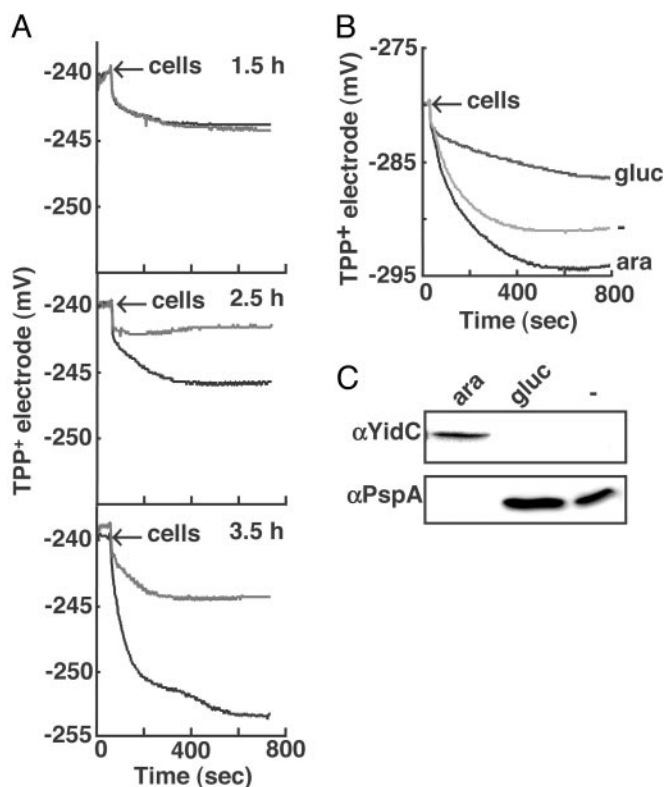 A
-240
cells 1.5 h
-245
-250
-240
cells 2.5 h
-245
-250
-240
cells 3.5 h
-245
-250
-255
0 400 800
Time (sec)
TPP+ electrode (mV)
B
-275
cells
-285
gluc
-
ara
-295
0 400 800
Time (sec)
TPP+ electrode (mV)
C
ara gluc -
αYidC
αPspA